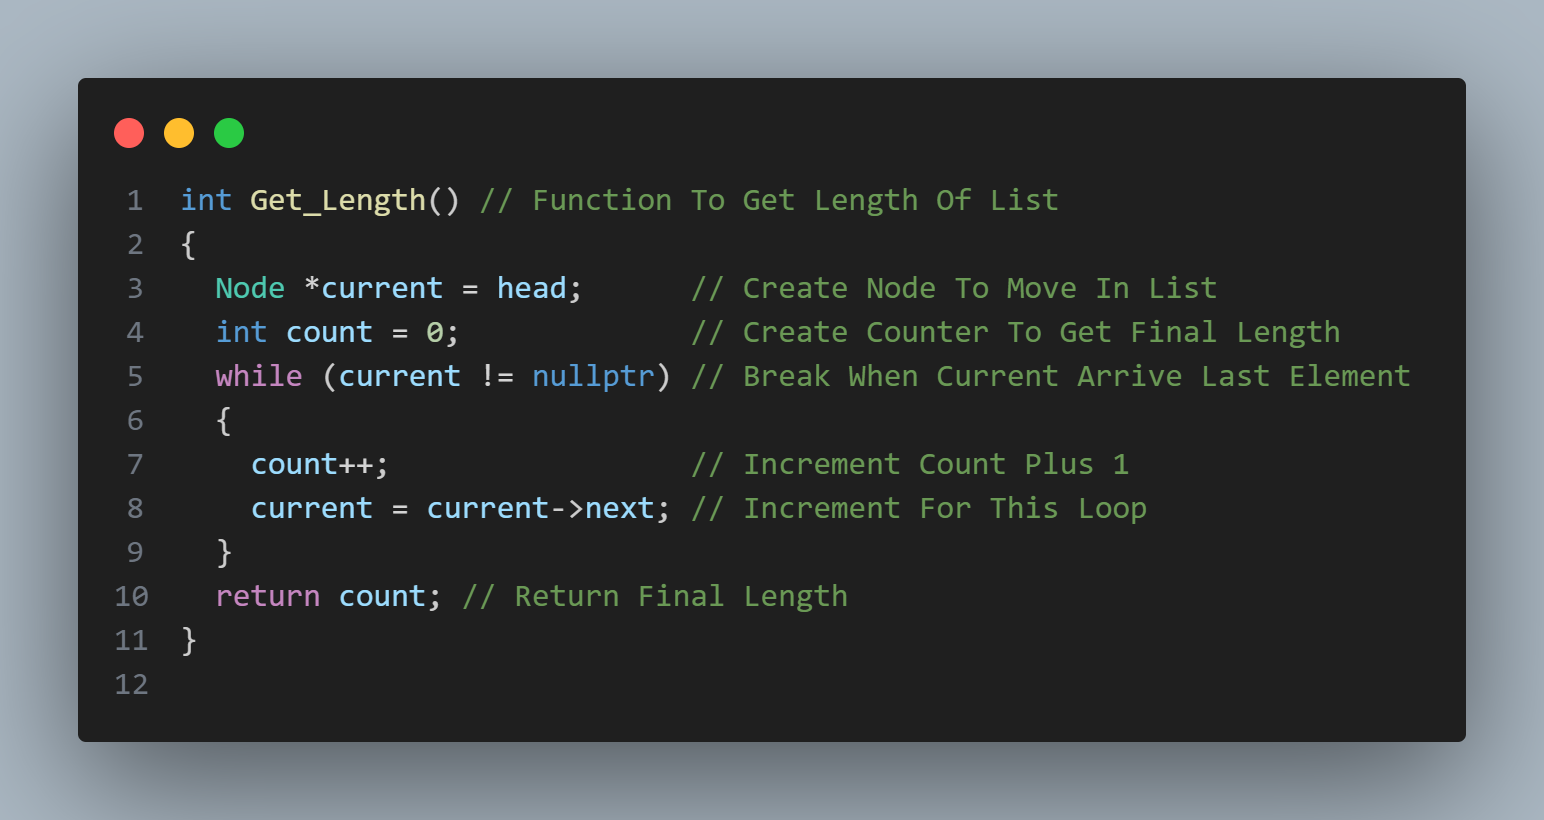 1 int Get_Length() // Function To Get Length Of List
2 {
3   Node *current = head;      // Create Node To Move In List
4   int count = 0;             // Create Counter To Get Final Length
5   while (current != nullptr) // Break When Current Arrive Last Element
6   {
7     count++;                 // Increment Count Plus 1
8     current = current->next; // Increment For This Loop
9   }
10   return count; // Return Final Length
11 }
12